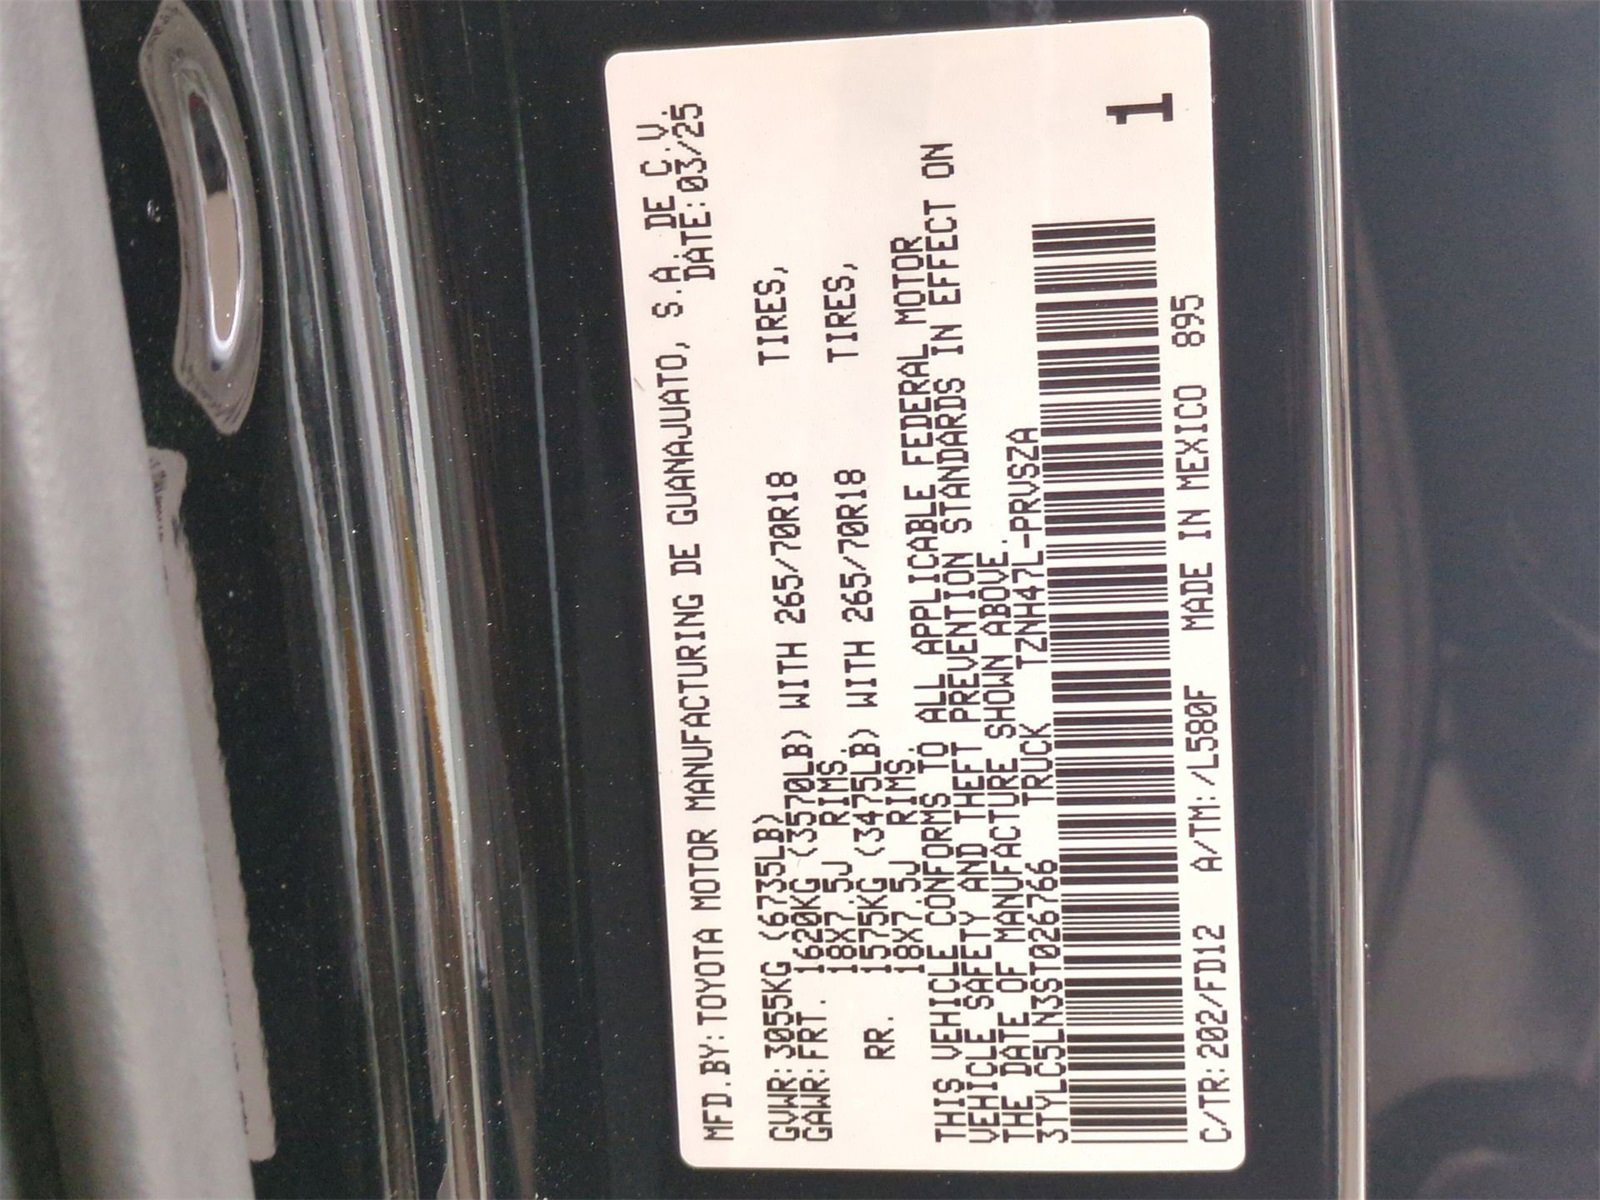 MFD.BY:TOYOTA MOTOR MANUFACTURING DE GUANAJUATO, S.A. DE C.V.
DATE:03/25
GVWR:3055KG (6735LB)
GAWR:FRT. 1620KG (3570LB) WITH 265/70R18 TIRES,
18X7.5J RIMS.
RR. 1575KG (3475LB) WITH 265/70R18 TIRES,
18X7.5J RIMS.
THIS VEHICLE CONFORMS TO ALL APPLICABLE FEDERAL MOTOR
VEHICLE SAFETY AND THEFT PREVENTION STANDARDS IN EFFECT ON
THE DATE OF MANUFACTURE SHOWN ABOVE.
3TYLC5LN3ST026766 TRUCK TZNH47L-PRVSZA
C/TR:202/FD12 A/TM:/L580F MADE IN MEXICO 895
1